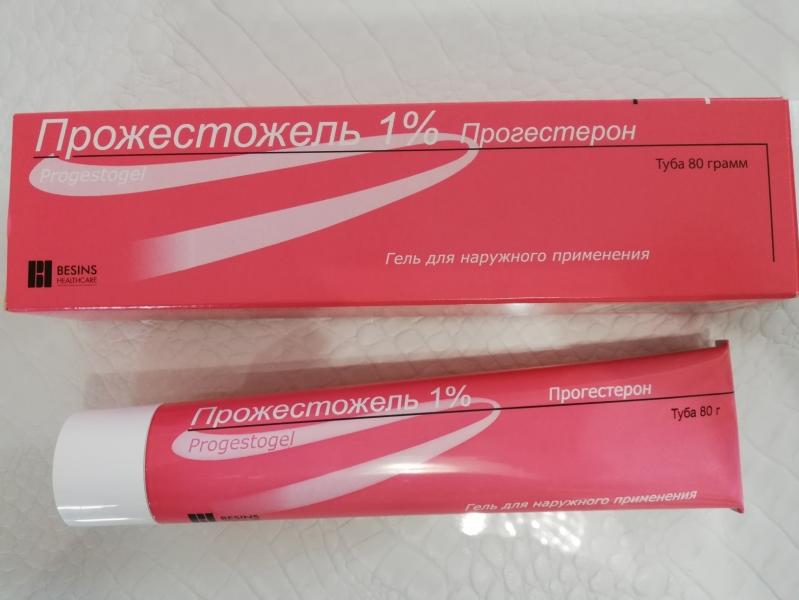 Прожестожель 1% Прогестерон
Progestogel
Туба 80 грамм
Гель для наружного применения
BESINS
HEALTHCARE
Прожестожель 1%
Прогестерон
Progestogel
Туба 80 г
Гель для наружного применения
BESINS